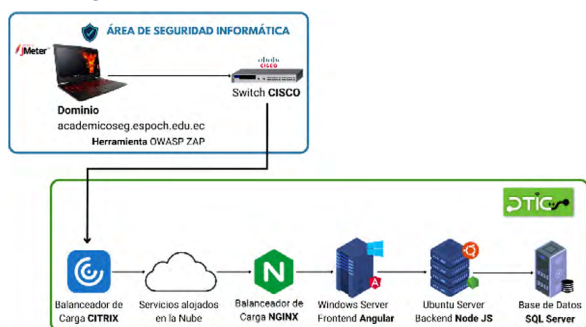 ÁREA DE SEGURIDAD INFORMÁTICA
JMeter
CISCO
Switch CISCO
Dominio
academicoseg.espoch.edu.ec
Herramienta OWASP ZAP
DTIC
N
A
Balanceador de
Carga CITRIX
Servicios alojados
en la Nube
Balanceador de
Carga NGINX
Windows Server
Frontend Angular
Ubuntu Server
Backend Node JS
Base de Datos
SQL Server